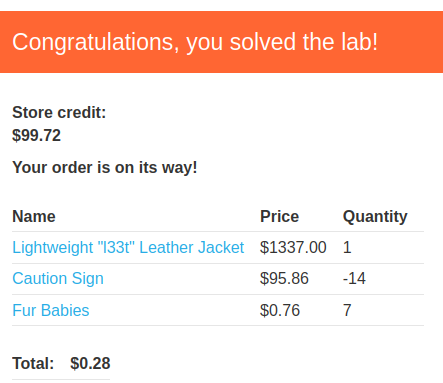 Congratulations, you solved the lab!
Store credit:
$99.72
Your order is on its way!
Name Price Quantity
Lightweight "l33t" Leather Jacket $1337.00 1
Caution Sign $95.86 -14
Fur Babies $0.76 7
Total: $0.28